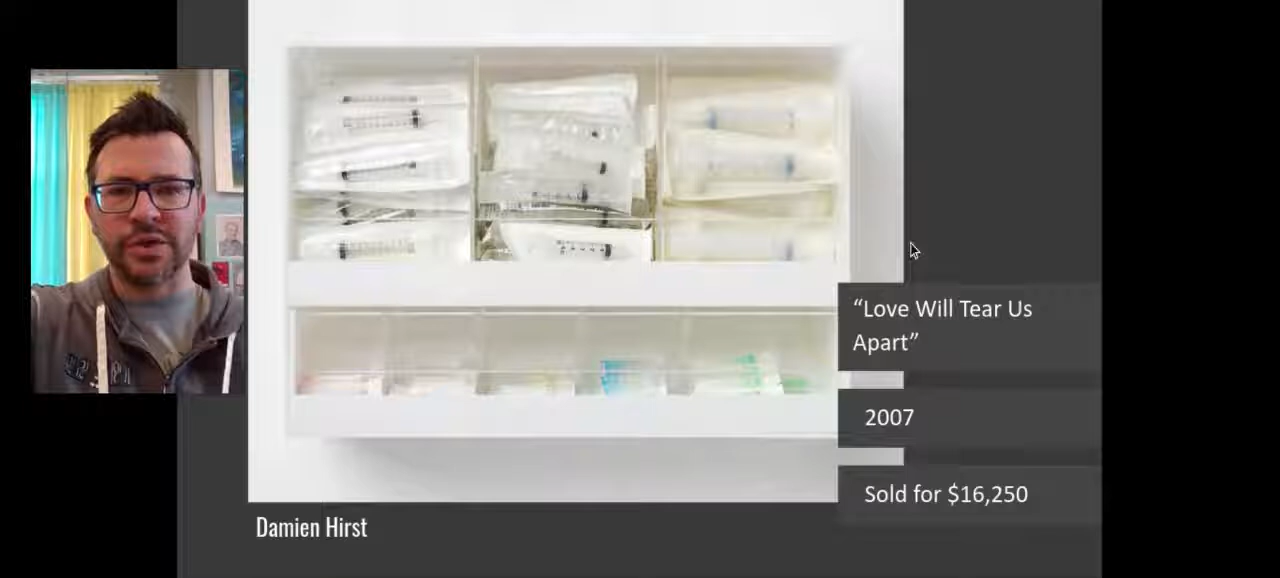 “Love Will Tear Us
Apart”
2007
Sold for $16,250
Damien Hirst